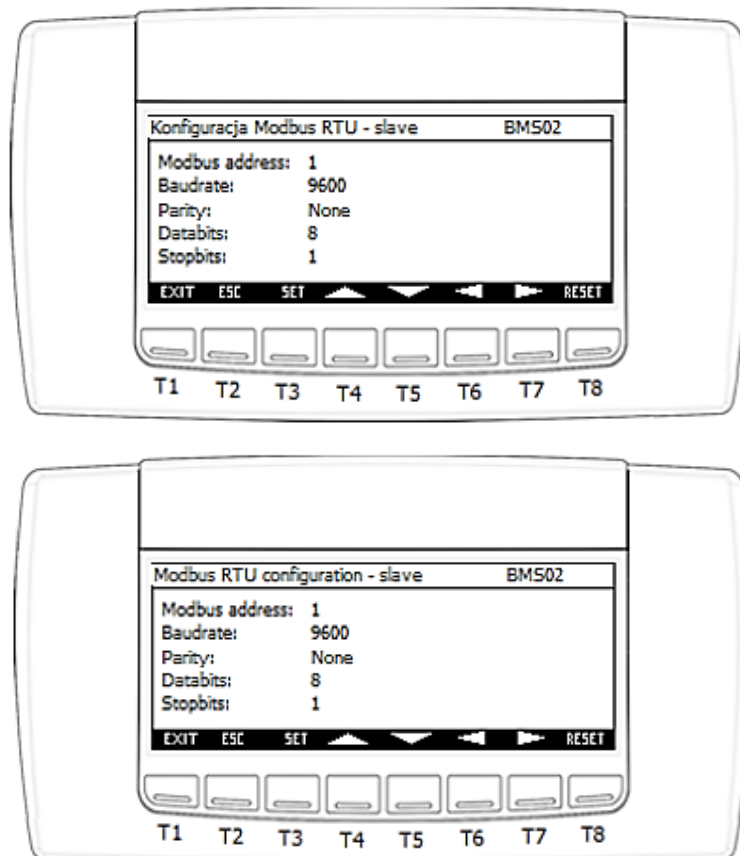 Konfiguracja Modbus RTU - slave BMS02
Modbus address: 1
Baudrate: 9600
Parity: None
Databits: 8
Stopbits: 1
EXIT ESC SET RESET
T1 T2 T3 T4 T5 T6 T7 T8
Modbus RTU configuration - slave BMS02
Modbus address: 1
Baudrate: 9600
Parity: None
Databits: 8
Stopbits: 1
EXIT ESC SET RESET
T1 T2 T3 T4 T5 T6 T7 T8